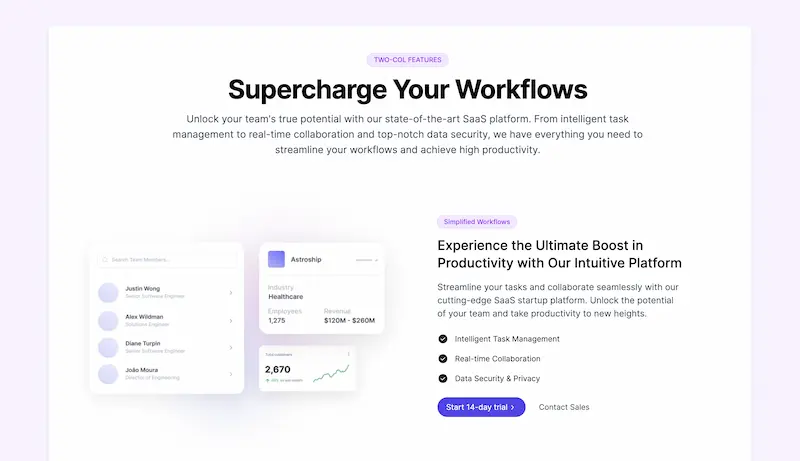 TWO-COL FEATURES
Supercharge Your Workflows
Unlock your team's true potential with our state-of-the-art SaaS platform. From intelligent task
management to real-time collaboration and top-notch data security, we have everything you need to
streamline your workflows and achieve high productivity.
Search Team Members...
Justin Wong
Senior Software Engineer
Alex Wildman
Solutions Engineer
Diane Turpin
Senior Software Engineer
João Moura
Director of Engineering
Astroship
Industry
Healthcare
Employees
Revenue
1,275
$120M - $260M
Total customers
2,670
vs last month
Simplified Workflows
Experience the Ultimate Boost in
Productivity with Our Intuitive Platform
Streamline your tasks and collaborate seamlessly with our
cutting-edge SaaS startup platform. Unlock the potential
of your team and take productivity to new heights.
Intelligent Task Management
Real-time Collaboration
Data Security & Privacy
Start 14-day trial ›
Contact Sales